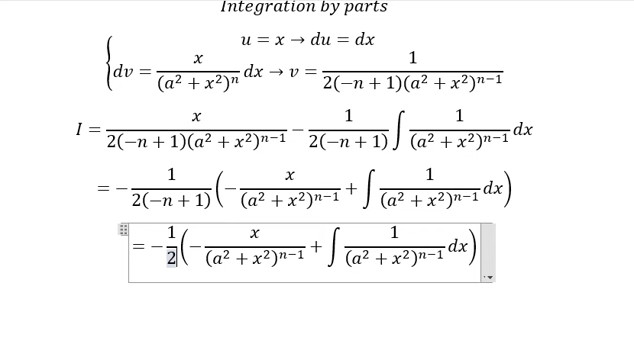 Integration by parts
u = x → du = dx
dv = x/(a² + x²)ⁿ dx → v = 1/(2(−n + 1)(a² + x²)ⁿ⁻¹)
I = x/(2(−n + 1)(a² + x²)ⁿ⁻¹) − 1/(2(−n + 1)) ∫ 1/(a² + x²)ⁿ⁻¹ dx
= − 1/(2(−n + 1)) (− x/(a² + x²)ⁿ⁻¹ + ∫ 1/(a² + x²)ⁿ⁻¹ dx)
= − 1/2 (− x/(a² + x²)ⁿ⁻¹ + ∫ 1/(a² + x²)ⁿ⁻¹ dx)